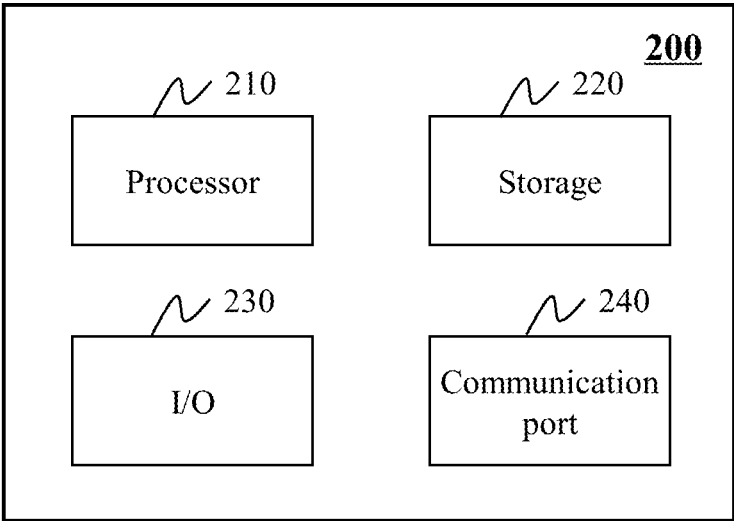 200
210
220
Processor
Storage
230
240
I/O
Communication
port